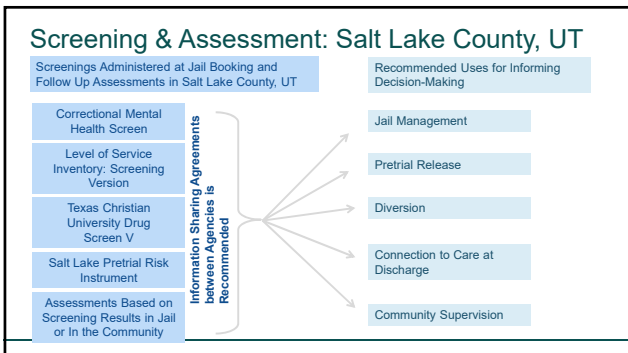 Screening & Assessment: Salt Lake County, UT
Screenings Administered at Jail Booking and
Follow Up Assessments in Salt Lake County, UT
Correctional Mental
Health Screen
Level of Service
Inventory: Screening
Version
Texas Christian
University Drug
Screen V
Salt Lake Pretrial Risk
Instrument
Assessments Based on
Screening Results in Jail
or In the Community
Information Sharing Agreements
between Agencies is
Recommended
Recommended Uses for Informing
Decision-Making
Jail Management
Pretrial Release
Diversion
Connection to Care at
Discharge
Community Supervision